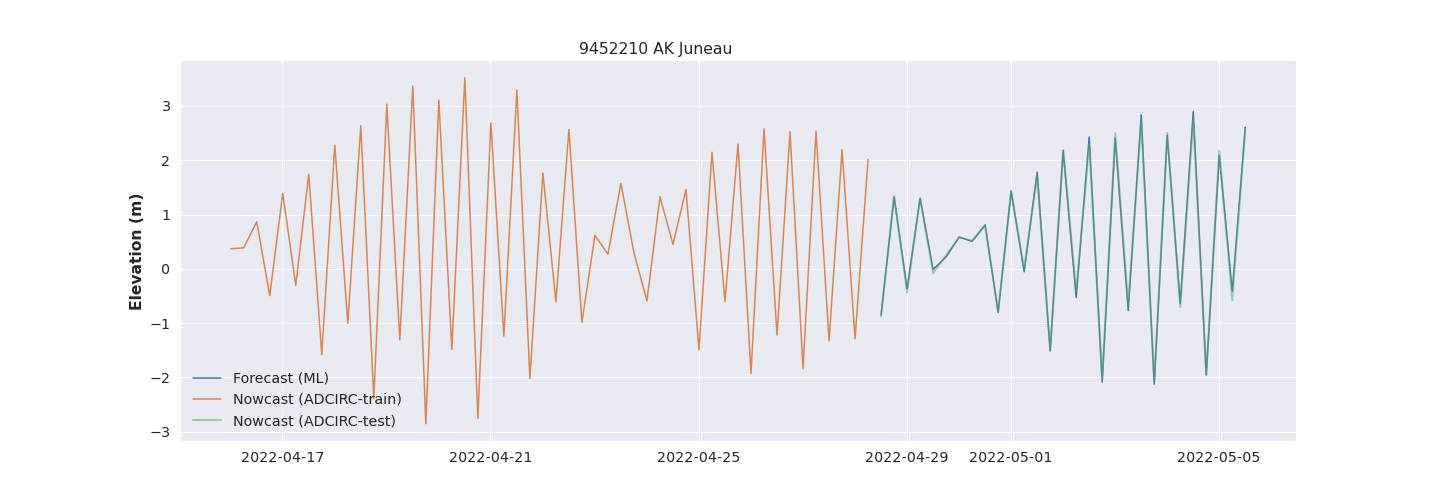 9452210 AK Juneau
Elevation (m)
3
2
1
0
−1
−2
−3
Forecast (ML)
Nowcast (ADCIRC-train)
Nowcast (ADCIRC-test)
2022-04-17 2022-04-21 2022-04-25 2022-04-29 2022-05-01 2022-05-05